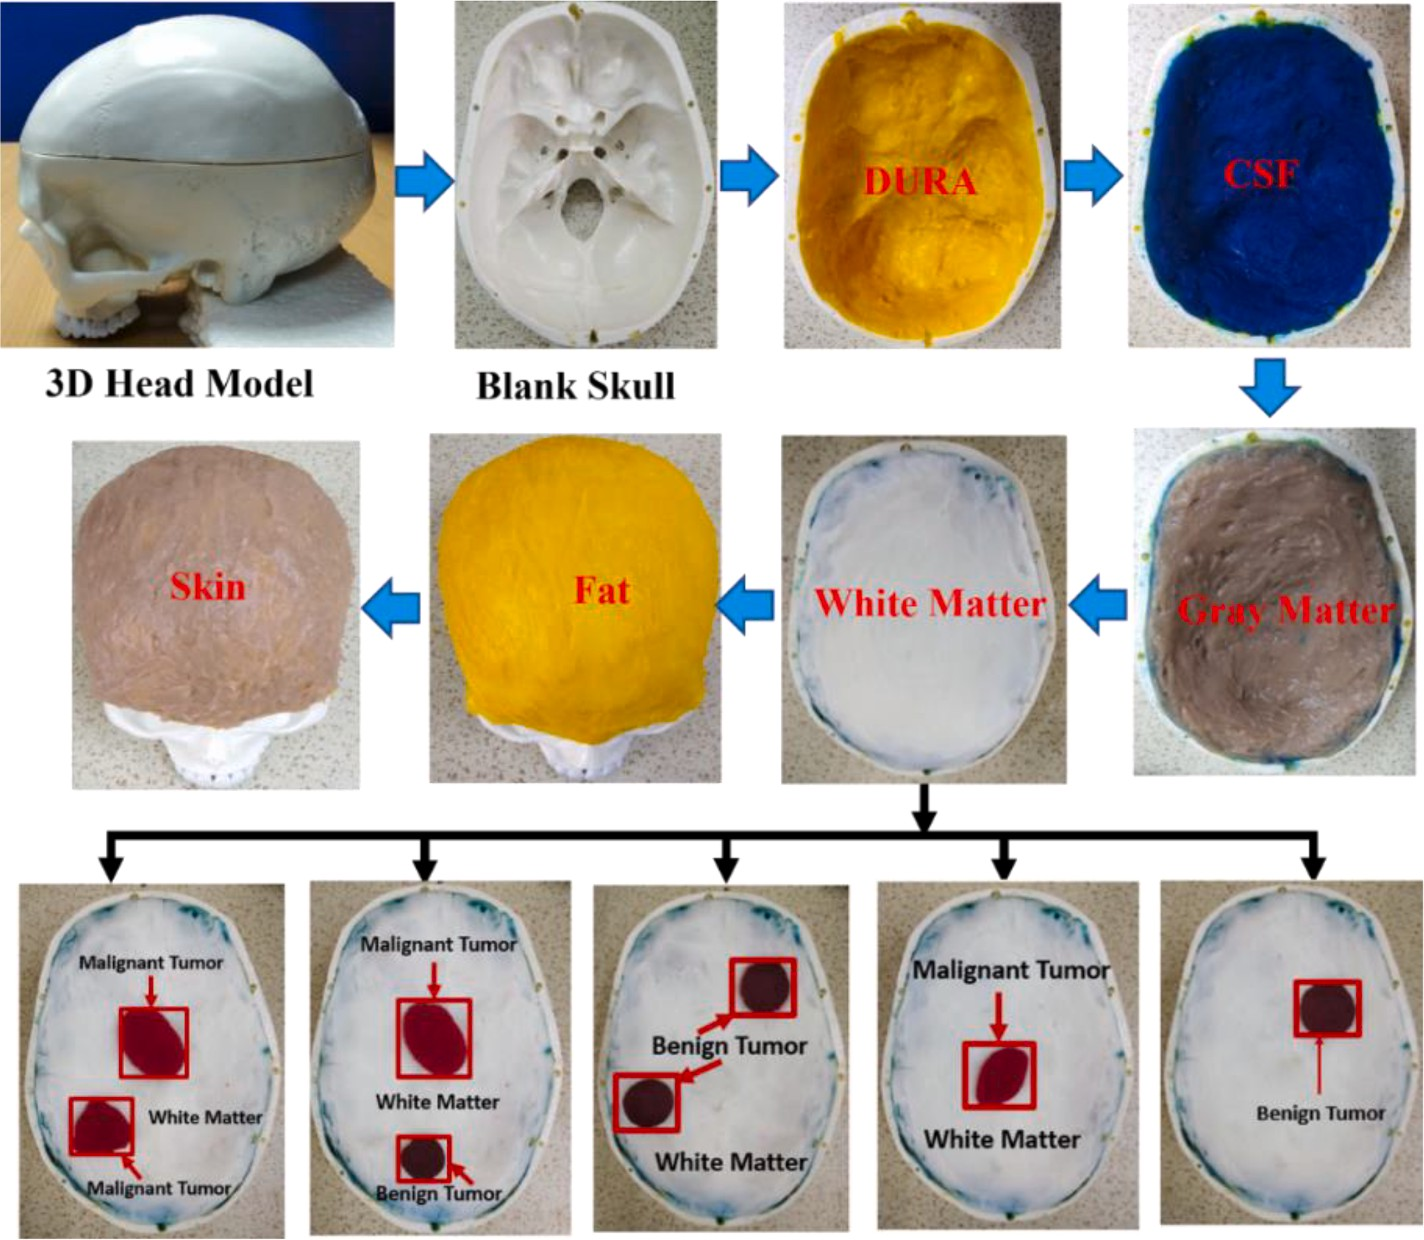 DURA
CSF
3D Head Model
Blank Skull
Skin
Fat
White Matter
Gray Matter
Malignant Tumor
White Matter
Malignant Tumor
Malignant Tumor
White Matter
Benign Tumor
Benign Tumor
White Matter
Malignant Tumor
White Matter
Benign Tumor